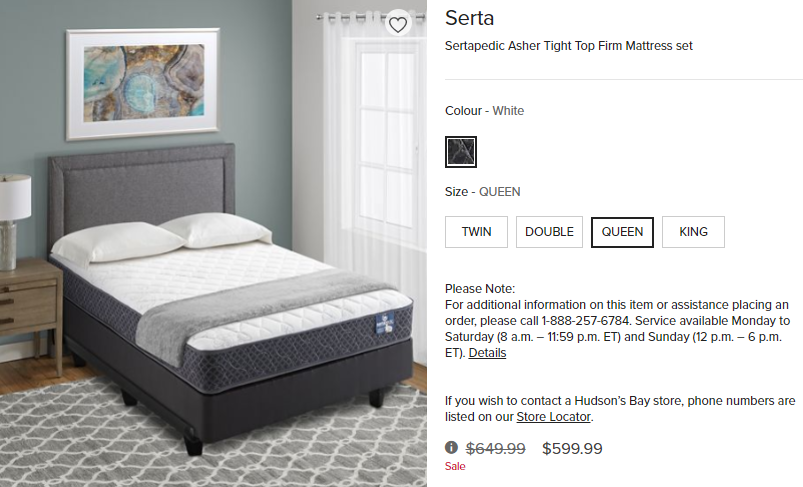 Serta
Sertapedic Asher Tight Top Firm Mattress set
Colour - White
Size - QUEEN
TWIN DOUBLE QUEEN KING
Please Note:
For additional information on this item or assistance placing an
order, please call 1-888-257-6784. Service available Monday to
Saturday (8 a.m. – 11:59 p.m. ET) and Sunday (12 p.m. – 6 p.m.
ET). Details
If you wish to contact a Hudson's Bay store, phone numbers are
listed on our Store Locator.
$649.99 $599.99
Sale